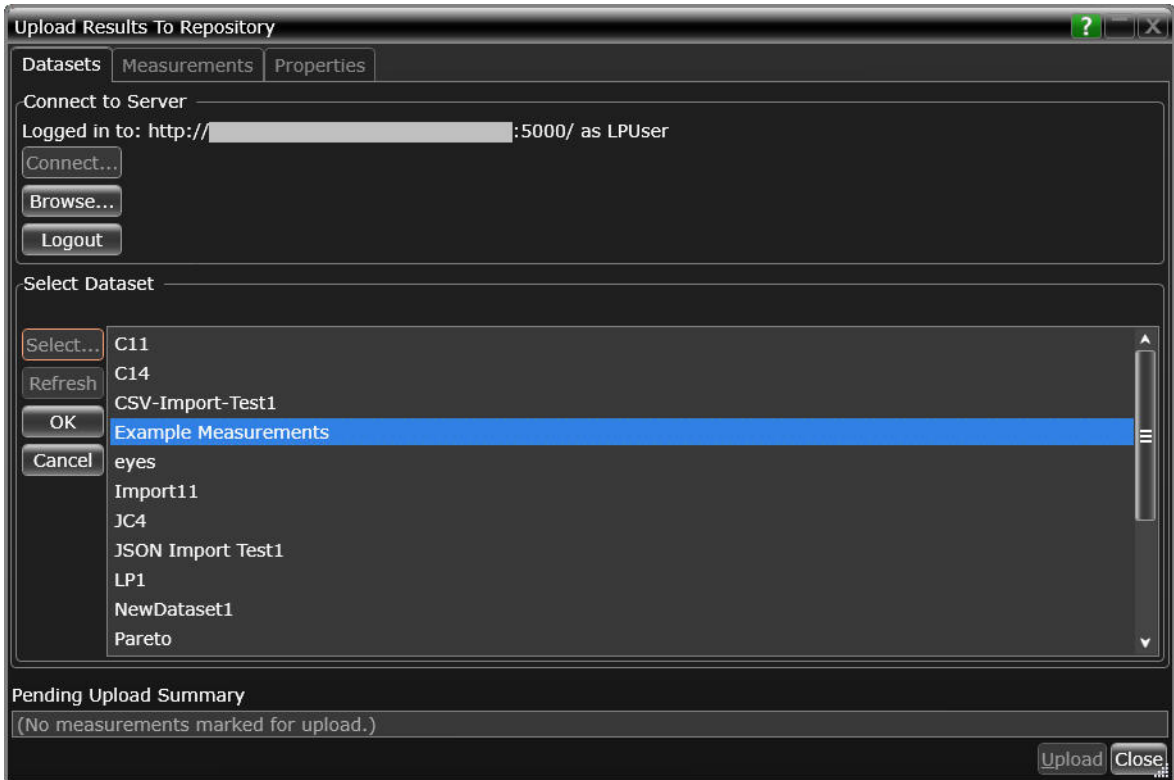 Upload Results To Repository
?
X
Datasets Measurements Properties
Connect to Server
Logged in to: http:// :5000/ as LPUser
Connect...
Browse...
Logout
Select Dataset
Select...
Refresh
OK
Cancel
C11
C14
CSV-Import-Test1
Example Measurements
eyes
Import11
JC4
JSON Import Test1
LP1
NewDataset1
Pareto
Pending Upload Summary
(No measurements marked for upload.)
Upload Close